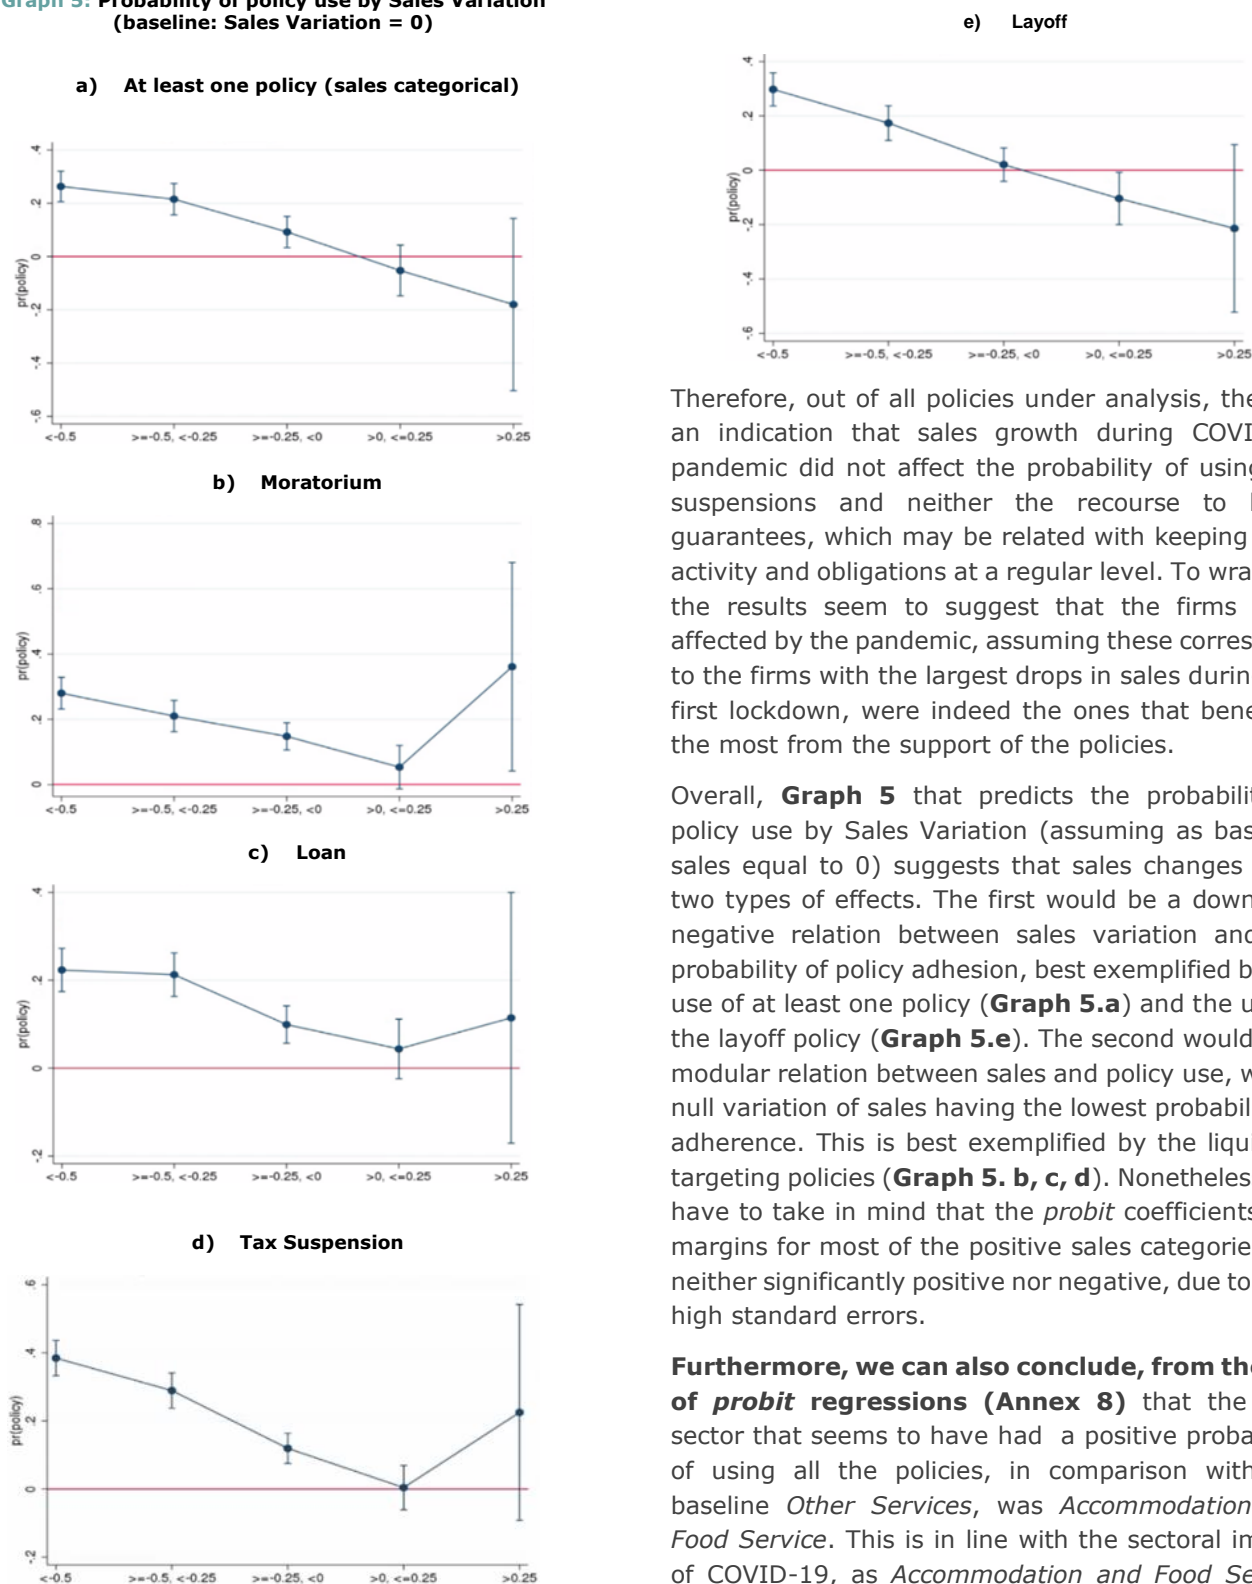 Graph 5: Probability of policy use by Sales Variation
(baseline: Sales Variation = 0)
a) At least one policy (sales categorical)
pr(policy)
.4
.2
0
-.2
-.4
-.6
<-0.5 >=-0.5, <-0.25 >=-0.25, <0 >0, <=0.25 >0.25
b) Moratorium
pr(policy)
.8
.6
.4
.2
0
<-0.5 >=-0.5, <-0.25 >=-0.25, <0 >0, <=0.25 >0.25
c) Loan
pr(policy)
.4
.2
0
-.2
<-0.5 >=-0.5, <-0.25 >=-0.25, <0 >0, <=0.25 >0.25
d) Tax Suspension
pr(policy)
.6
.4
.2
0
-.2
<-0.5 >=-0.5, <-0.25 >=-0.25, <0 >0, <=0.25 >0.25
e) Layoff
pr(policy)
.4
.2
0
-.2
-.4
-.6
<-0.5 >=-0.5, <-0.25 >=-0.25, <0 >0, <=0.25 >0.25
Therefore, out of all policies under analysis, the
an indication that sales growth during COVI
pandemic did not affect the probability of using
suspensions and neither the recourse to
guarantees, which may be related with keeping
activity and obligations at a regular level. To wra
the results seem to suggest that the firms
affected by the pandemic, assuming these corres
to the firms with the largest drops in sales durin
first lockdown, were indeed the ones that bene
the most from the support of the policies.
Overall, Graph 5 that predicts the probabilit
policy use by Sales Variation (assuming as bas
sales equal to 0) suggests that sales changes
two types of effects. The first would be a down
negative relation between sales variation and
probability of policy adhesion, best exemplified b
use of at least one policy (Graph 5.a) and the u
the layoff policy (Graph 5.e). The second would
modular relation between sales and policy use, w
null variation of sales having the lowest probabil
adherence. This is best exemplified by the liqui
targeting policies (Graph 5. b, c, d). Nonetheles
have to take in mind that the probit coefficients
margins for most of the positive sales categorie
neither significantly positive nor negative, due to
high standard errors.
Furthermore, we can also conclude, from the
of probit regressions (Annex 8) that the
sector that seems to have had a positive proba
of using all the policies, in comparison with
baseline Other Services, was Accommodation
Food Service. This is in line with the sectoral im
of COVID-19, as Accommodation and Food Se